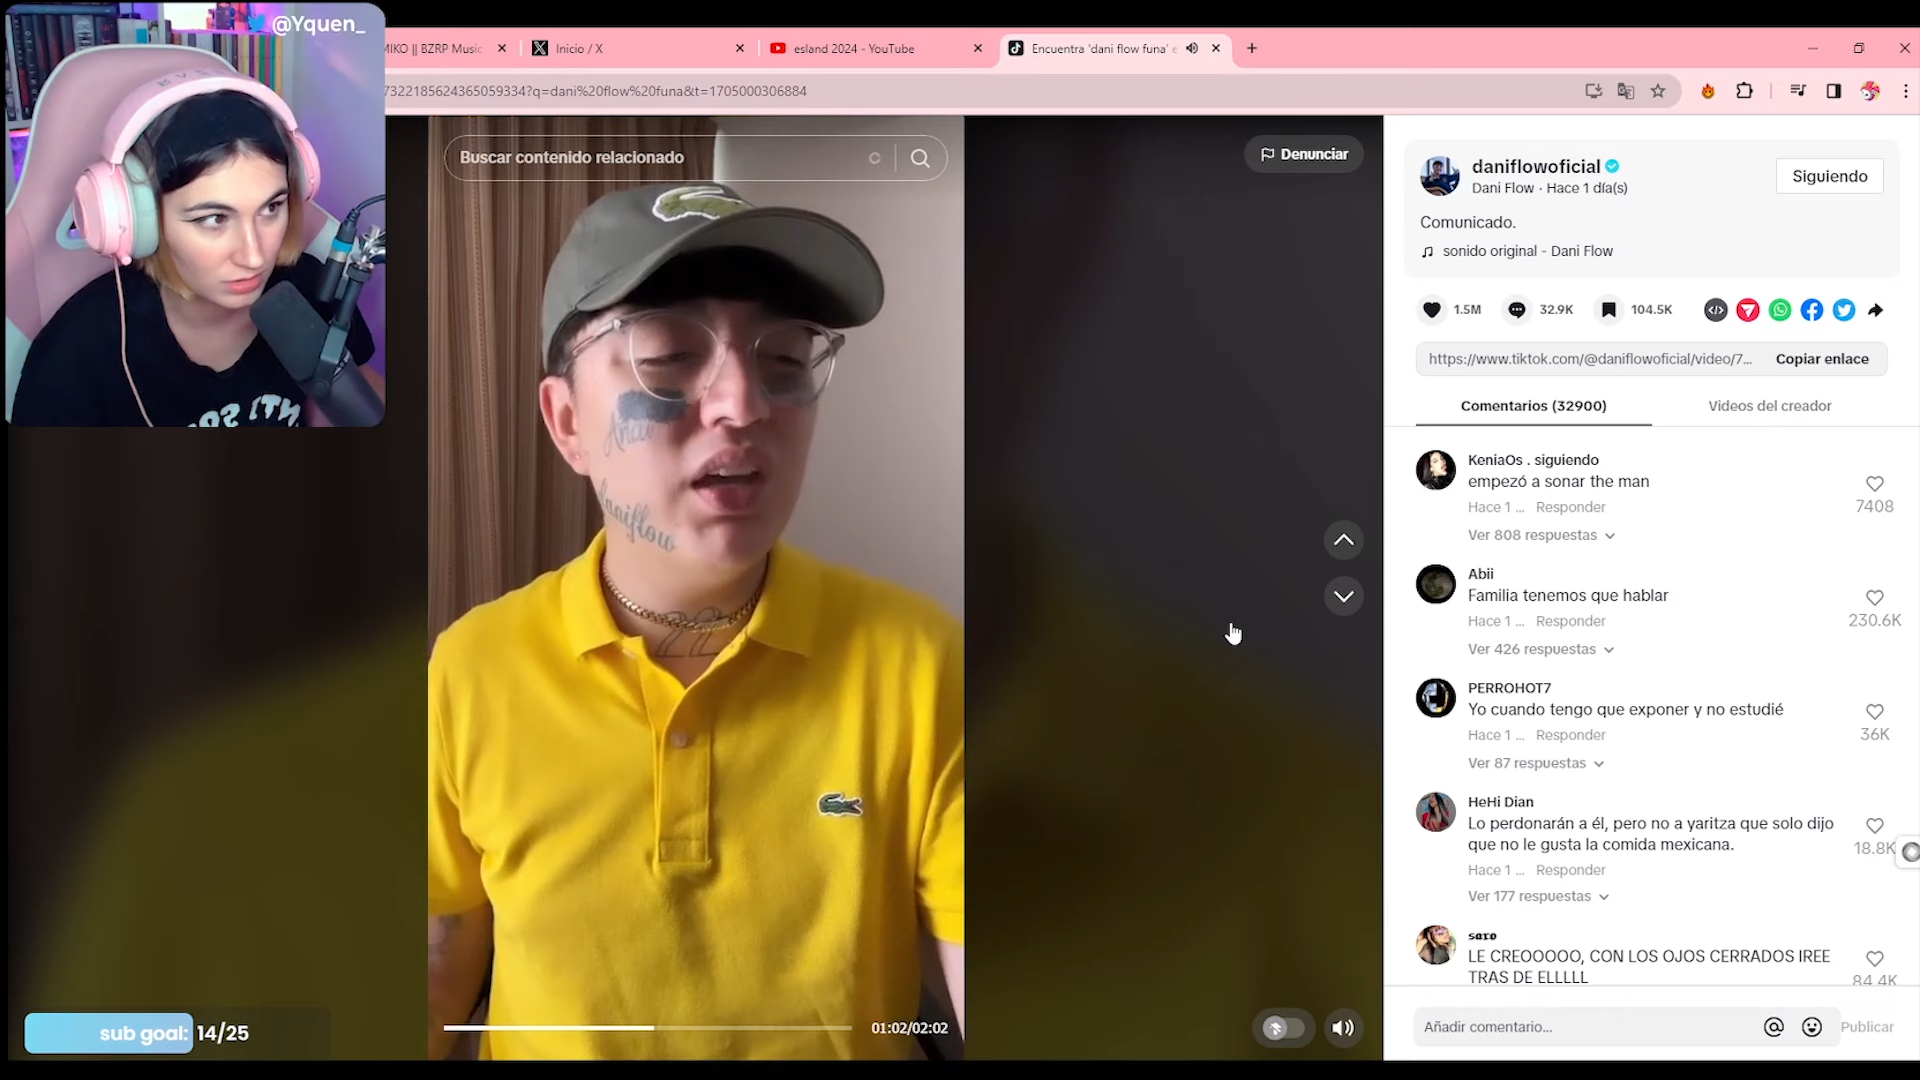 @Yquen_
MIKO || BZRP Music
Inicio / X
esland 2024 - YouTube
Encuentra 'dani flow funa' e
7322185624365059334?q=dani%20flow%20funa&t=1705000306884
Buscar contenido relacionado
Denunciar
daniflowoficial
Dani Flow · Hace 1 día(s)
Siguiendo
Comunicado.
sonido original - Dani Flow
1.5M
32.9K
104.5K
https://www.tiktok.com/@daniflowoficial/video/7...
Copiar enlace
Comentarios (32900)
Videos del creador
KeniaOs . siguiendo
empezó a sonar the man
Hace 1 ... Responder
7408
Ver 808 respuestas
Abii
Familia tenemos que hablar
Hace 1 ... Responder
230.6K
Ver 426 respuestas
PERROHOT7
Yo cuando tengo que exponer y no estudié
Hace 1 ... Responder
36K
Ver 87 respuestas
HeHi Dian
Lo perdonarán a él, pero no a yaritza que solo dijo
que no le gusta la comida mexicana.
Hace 1 ... Responder
18.8K
Ver 177 respuestas
saro
LE CREOOOOO, CON LOS OJOS CERRADOS IREE
TRAS DE ELLLLL
84.4K
Añadir comentario...
Publicar
daniflow
01:02/02:02
sub goal: 14/25